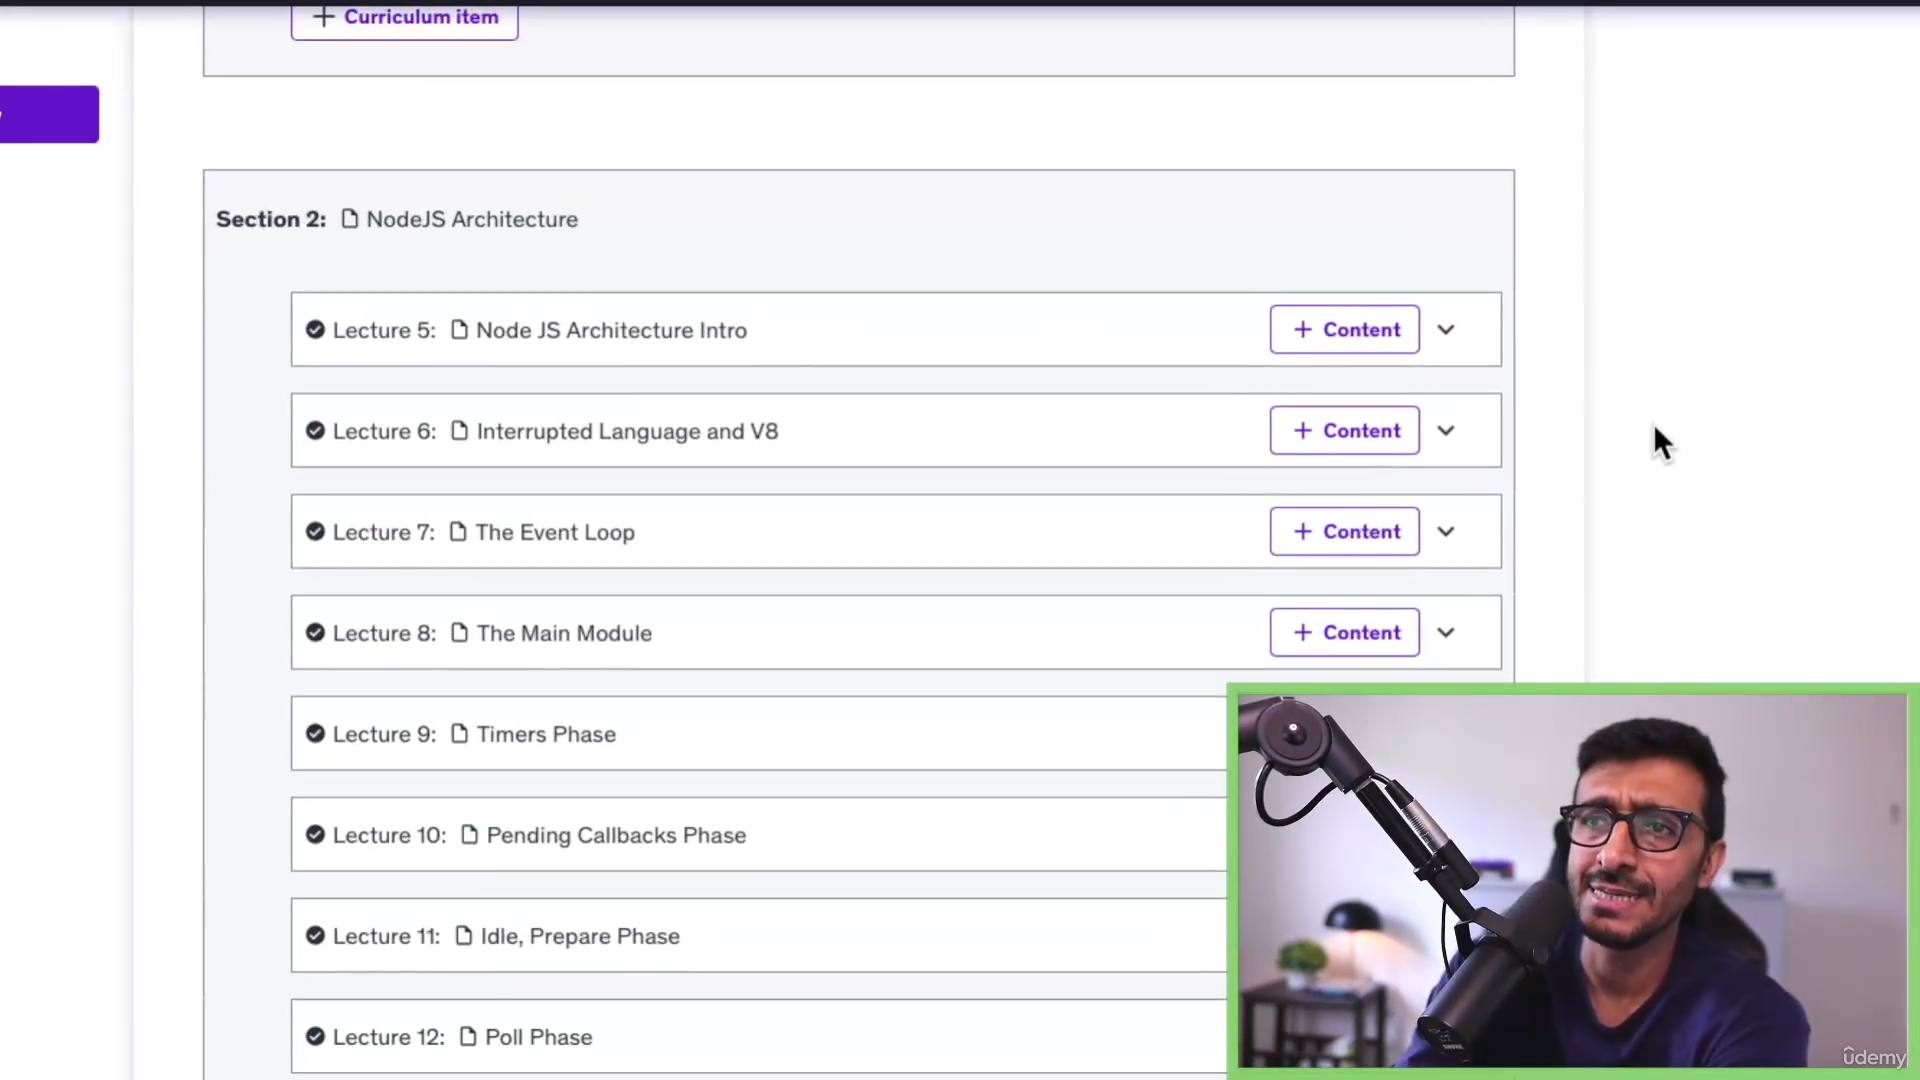 Curriculum item
Section 2: NodeJS Architecture
Lecture 5: Node JS Architecture Intro
+ Content
Lecture 6: Interrupted Language and V8
+ Content
Lecture 7: The Event Loop
+ Content
Lecture 8: The Main Module
+ Content
Lecture 9: Timers Phase
Lecture 10: Pending Callbacks Phase
Lecture 11: Idle, Prepare Phase
Lecture 12: Poll Phase
SHURE
ûdemy